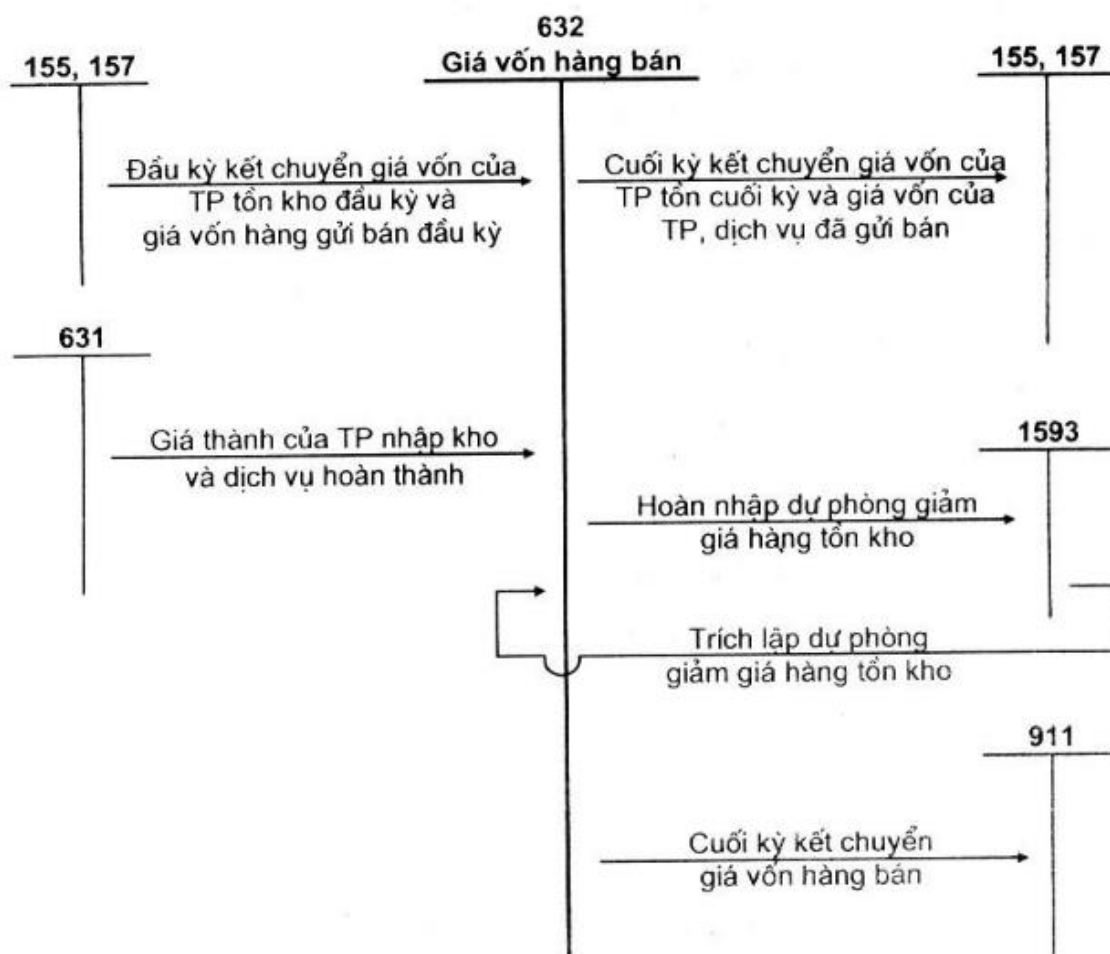 632
Giá vốn hàng bán
155, 157
155, 157
Đầu kỳ kết chuyển giá vốn của
TP tồn kho đầu kỳ và
giá vốn hàng gửi bán đầu kỳ
Cuối kỳ kết chuyển giá vốn của
TP tồn cuối kỳ và giá vốn của
TP, dịch vụ đã gửi bán
631
Giá thành của TP nhập kho
và dịch vụ hoàn thành
1593
Hoàn nhập dự phòng giảm
giá hàng tồn kho
Trích lập dự phòng
giảm giá hàng tồn kho
911
Cuối kỳ kết chuyển
giá vốn hàng bán